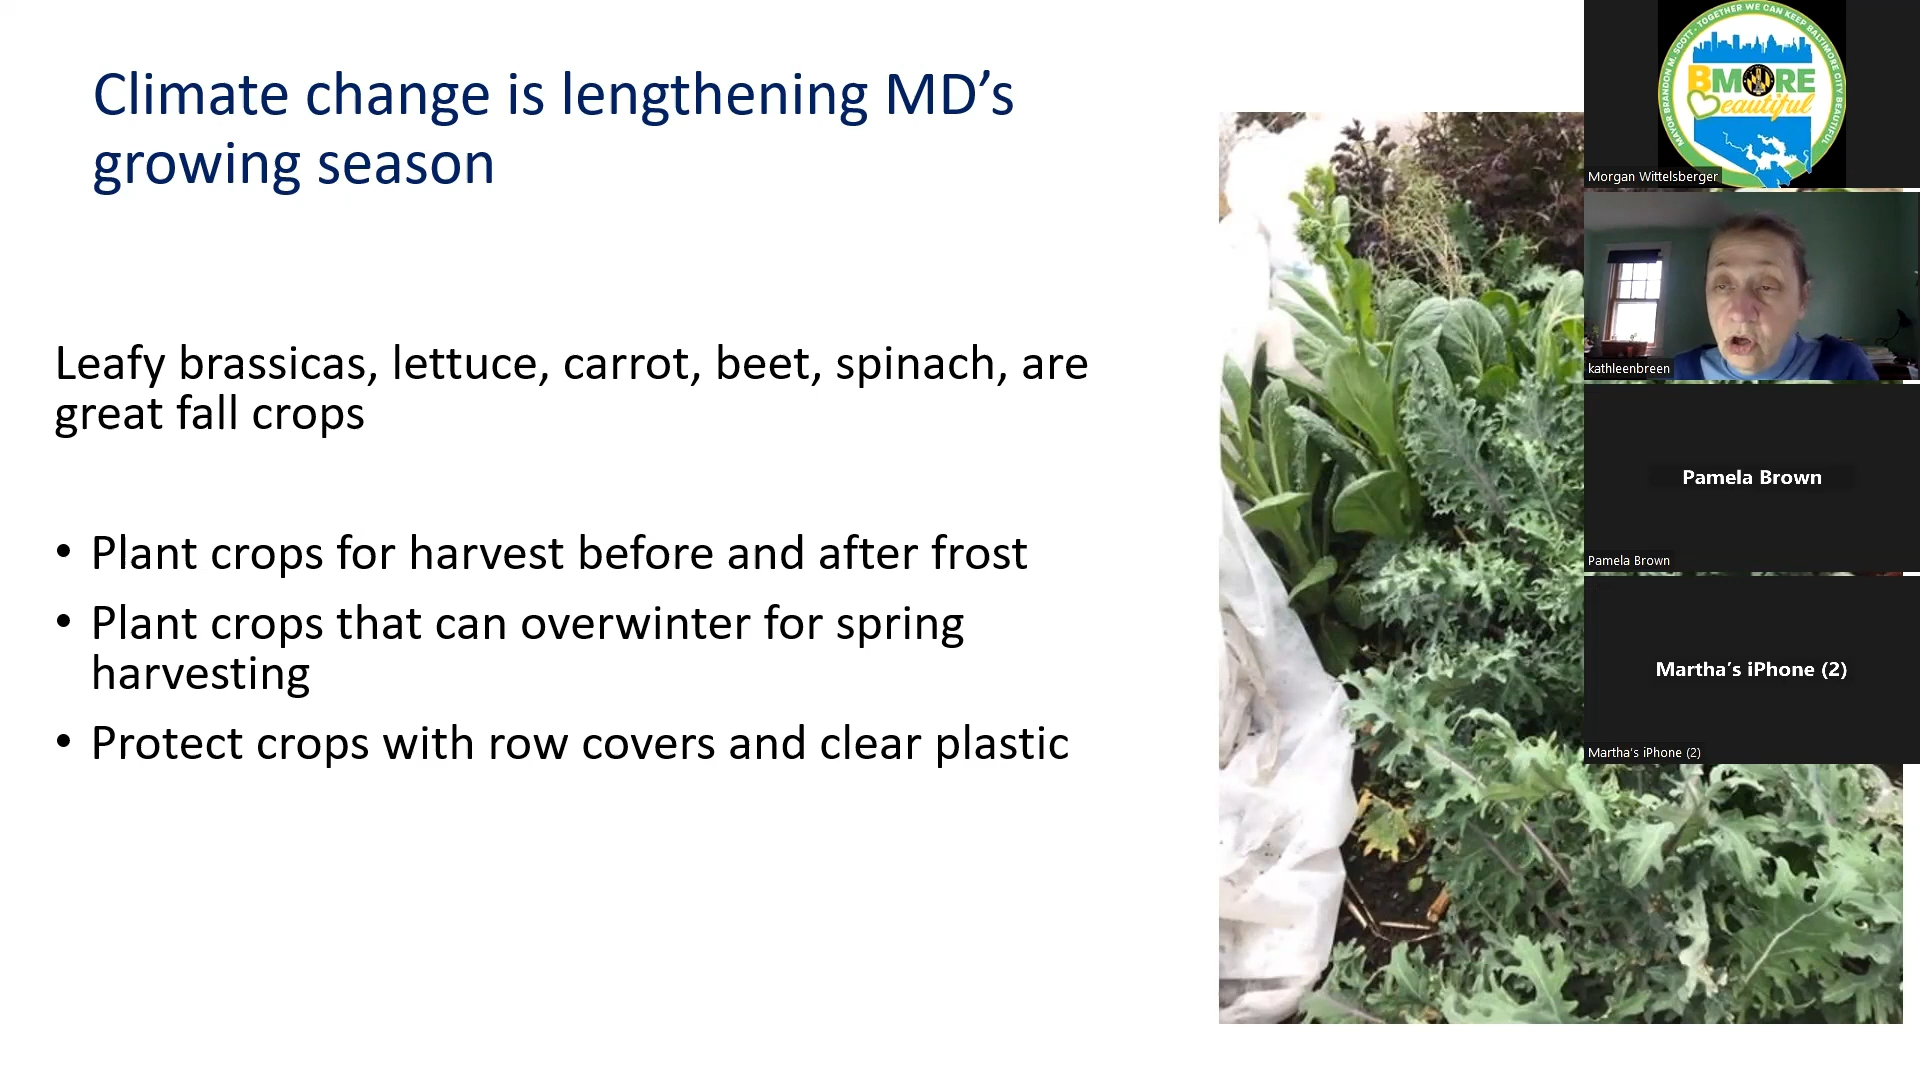 Climate change is lengthening MD’s
growing season
Leafy brassicas, lettuce, carrot, beet, spinach, are
great fall crops
• Plant crops for harvest before and after frost
• Plant crops that can overwinter for spring
harvesting
• Protect crops with row covers and clear plastic
MAYOR BRANDON M. SCOTT · TOGETHER WE CAN KEEP BALTIMORE CITY BEAUTIFUL
BMORE
Beautiful
Morgan Wittelsberger
kathleenbreen
Pamela Brown
Pamela Brown
Martha’s iPhone (2)
Martha's iPhone (2)